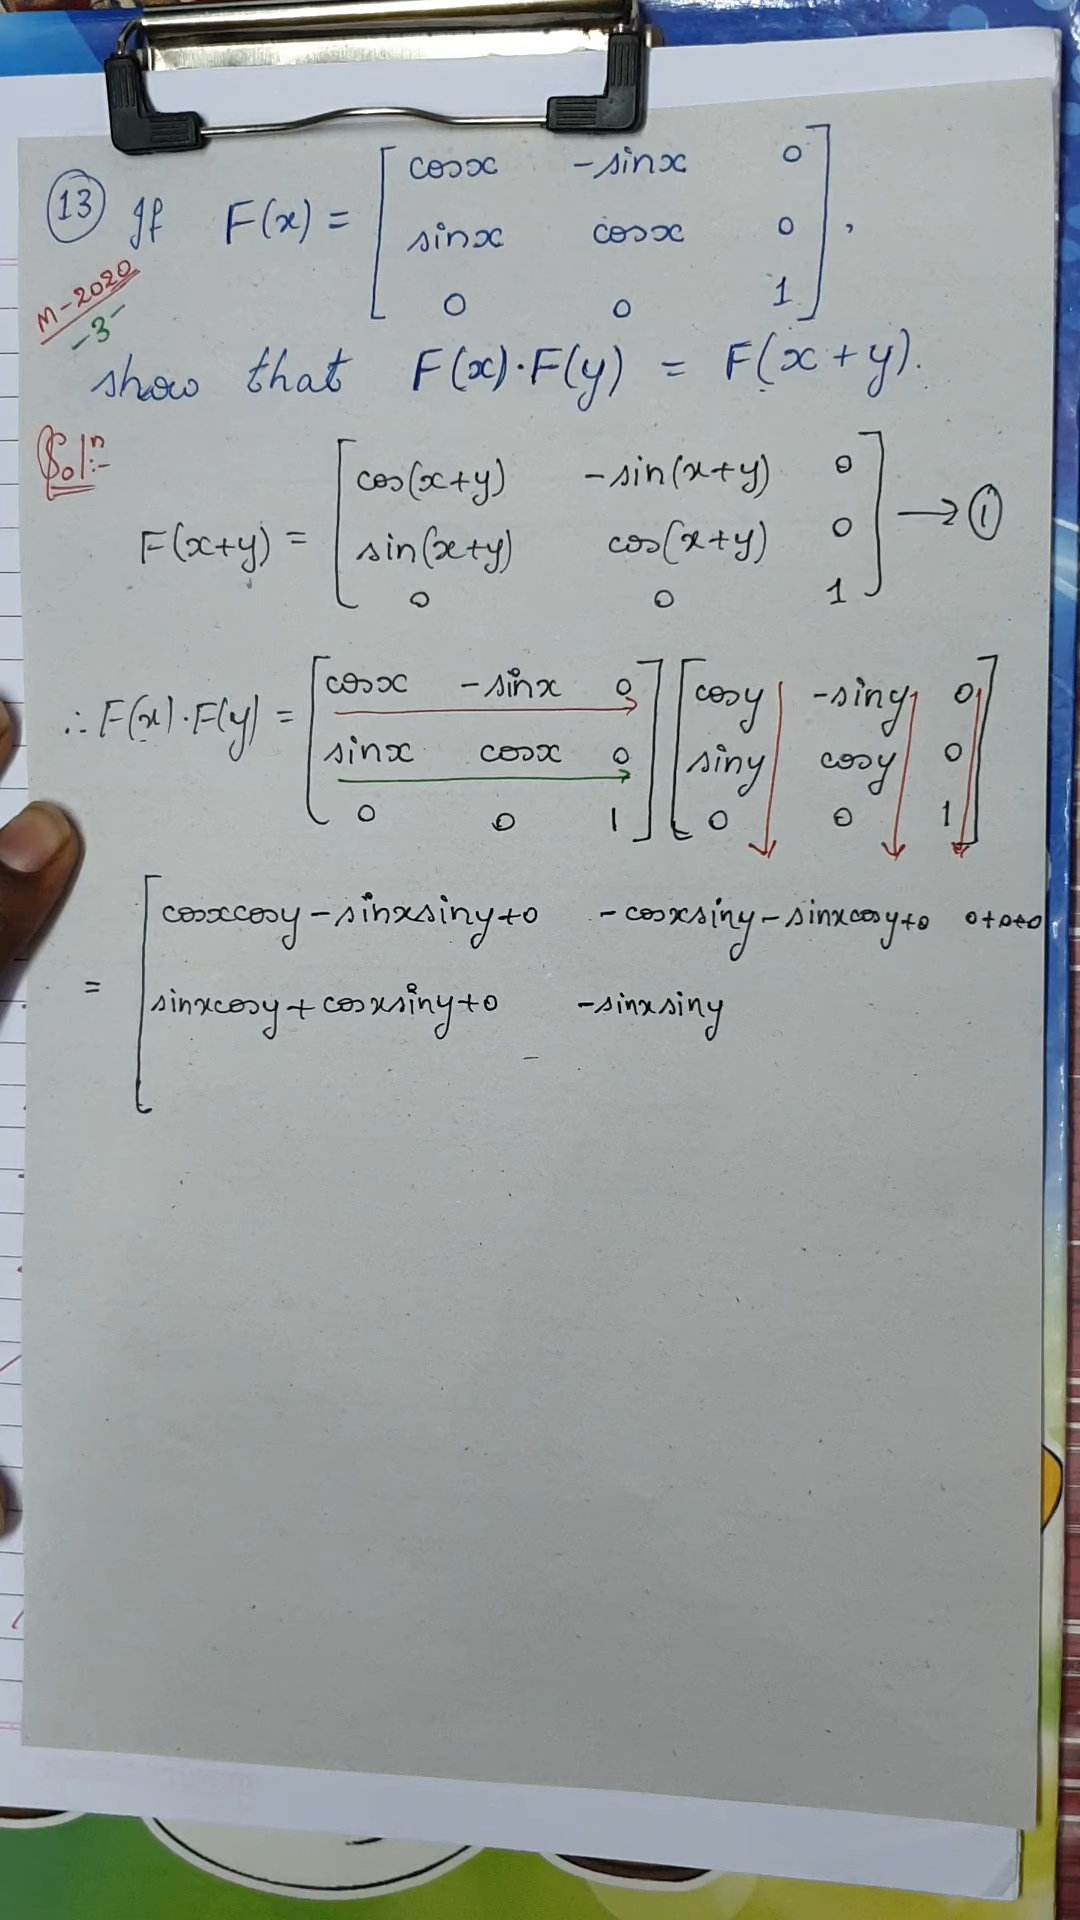 (13) If F(x) = [ cosx -sinx 0
sinx cosx 0
0 0 1 ],
M-2020
-3-
show that F(x)·F(y) = F(x+y).
Solⁿ:-
F(x+y) = [ cos(x+y) -sin(x+y) 0
sin(x+y) cos(x+y) 0
0 0 1 ] → (1)
∴ F(x)·F(y) = [ cosx -sinx 0 ] [ cosy -siny 0 ]
sinx cosx 0 siny cosy 0
0 0 1 0 0 1
= [ cosxcosy-sinxsiny+0 -cosxsiny-sinxcosy+0 0+0+0
sinxcosy+cosxsiny+0 -sinxsiny